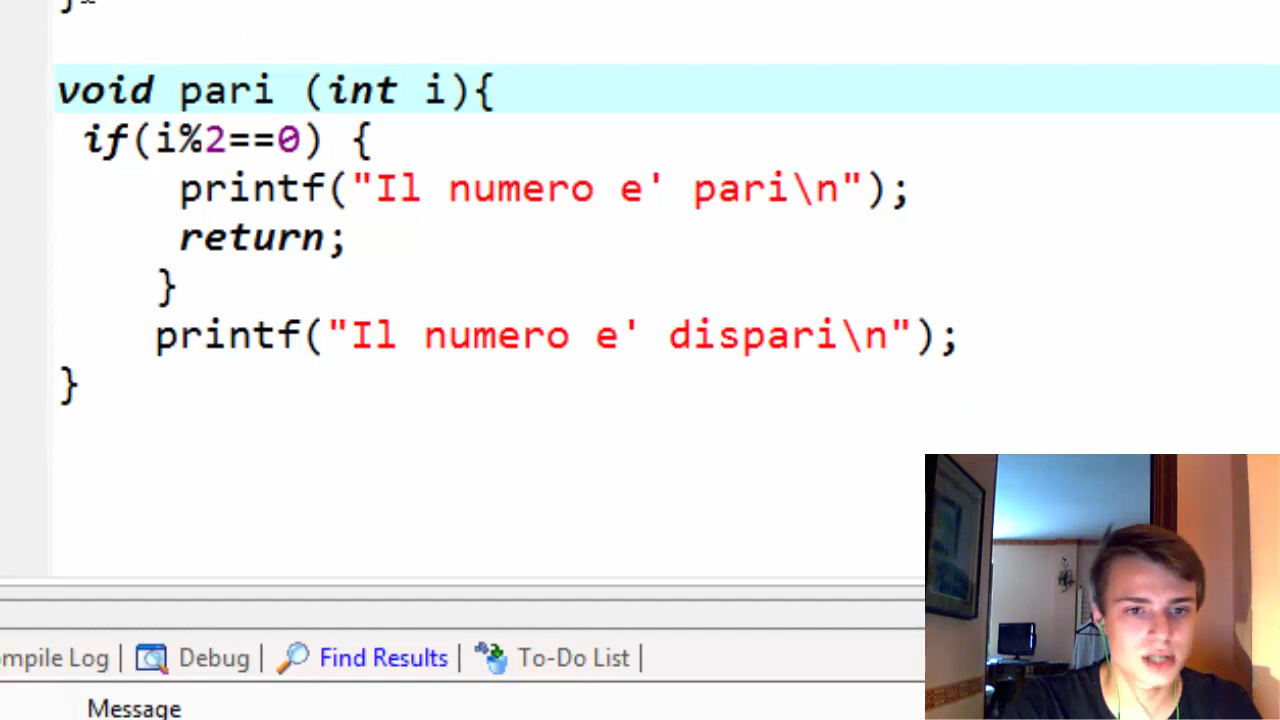 void pari (int i){
if(i%2==0) {
printf("Il numero e' pari\n");
return;
}
printf("Il numero e' dispari\n");
}
Debug
Find Results
To-Do List
Message